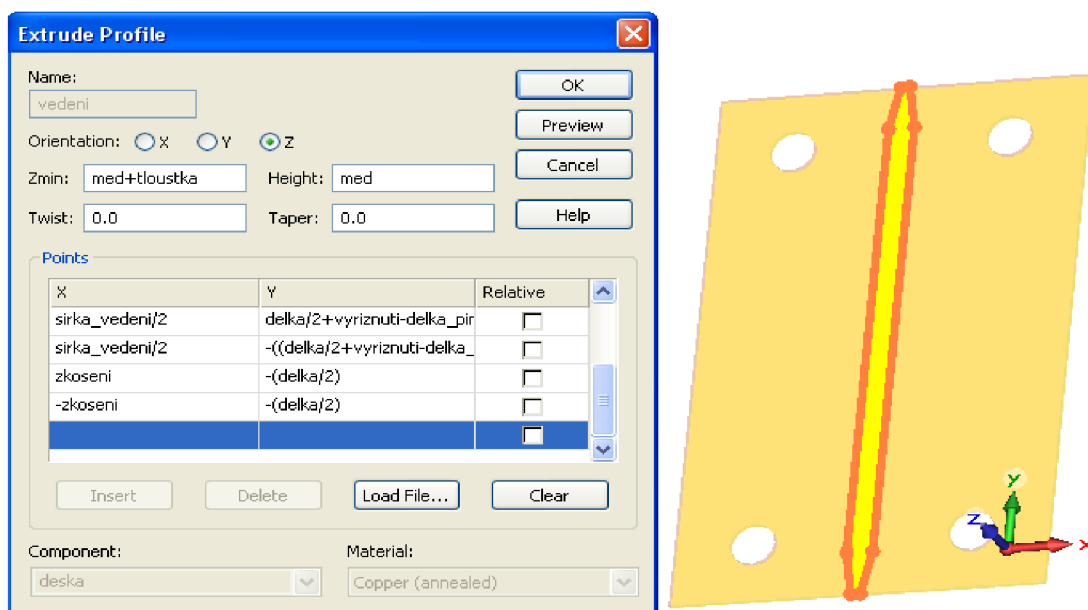 Extrude Profile
Name:
vedeni
OK
Orientation: X Y Z
Preview
Zmin: med+tloustka Height: med
Cancel
Twist: 0.0 Taper: 0.0
Help
Points
X Y Relative
sirka_vedeni/2 delka/2+vyriznuti-delka_pir
sirka_vedeni/2 -((delka/2+vyriznuti-delka_
zkoseni -(delka/2)
-zkoseni -(delka/2)
Insert Delete Load File... Clear
Component: Material:
deska Copper (annealed)
Y
Z
X